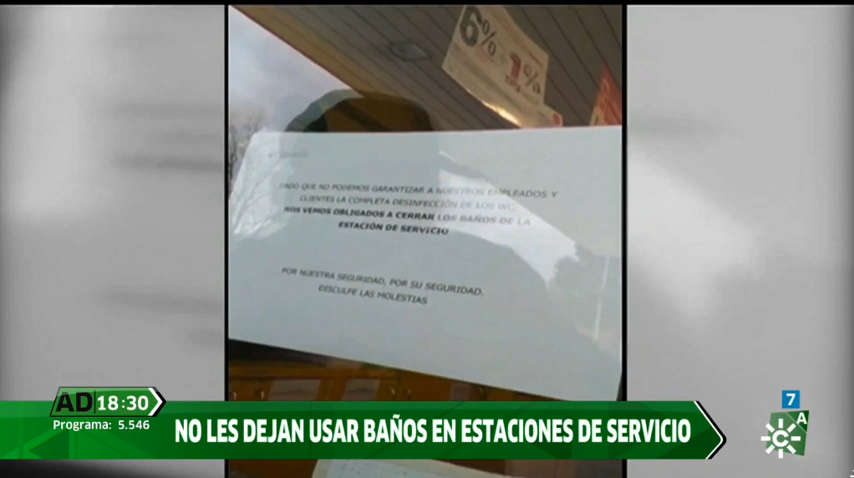 6%
1%
DADO QUE NO PODEMOS GARANTIZAR A NUESTROS EMPLEADOS Y
CLIENTES LA COMPLETA DESINFECCIÓN DE LOS WC,
NOS VEMOS OBLIGADOS A CERRAR LOS BAÑOS DE LA
ESTACIÓN DE SERVICIO
POR NUESTRA SEGURIDAD, POR SU SEGURIDAD.
DISCULPE LAS MOLESTIAS
AD 18:30
Programa: 5.546
NO LES DEJAN USAR BAÑOS EN ESTACIONES DE SERVICIO
7
A